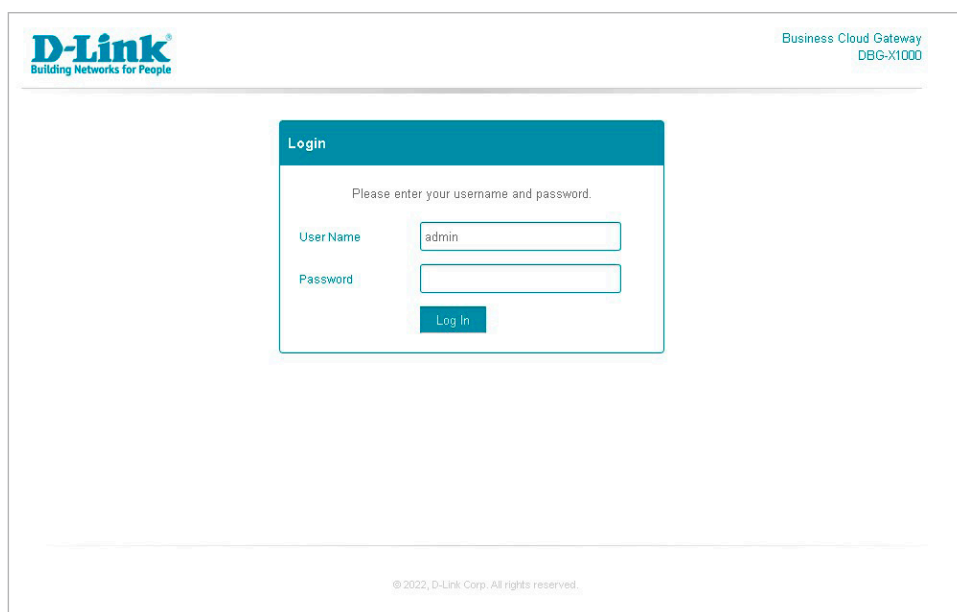 D-Link®
Building Networks for People
Business Cloud Gateway
DBG-X1000
Login
Please enter your username and password.
User Name
admin
Password
Log In
© 2022, D-Link Corp. All rights reserved.